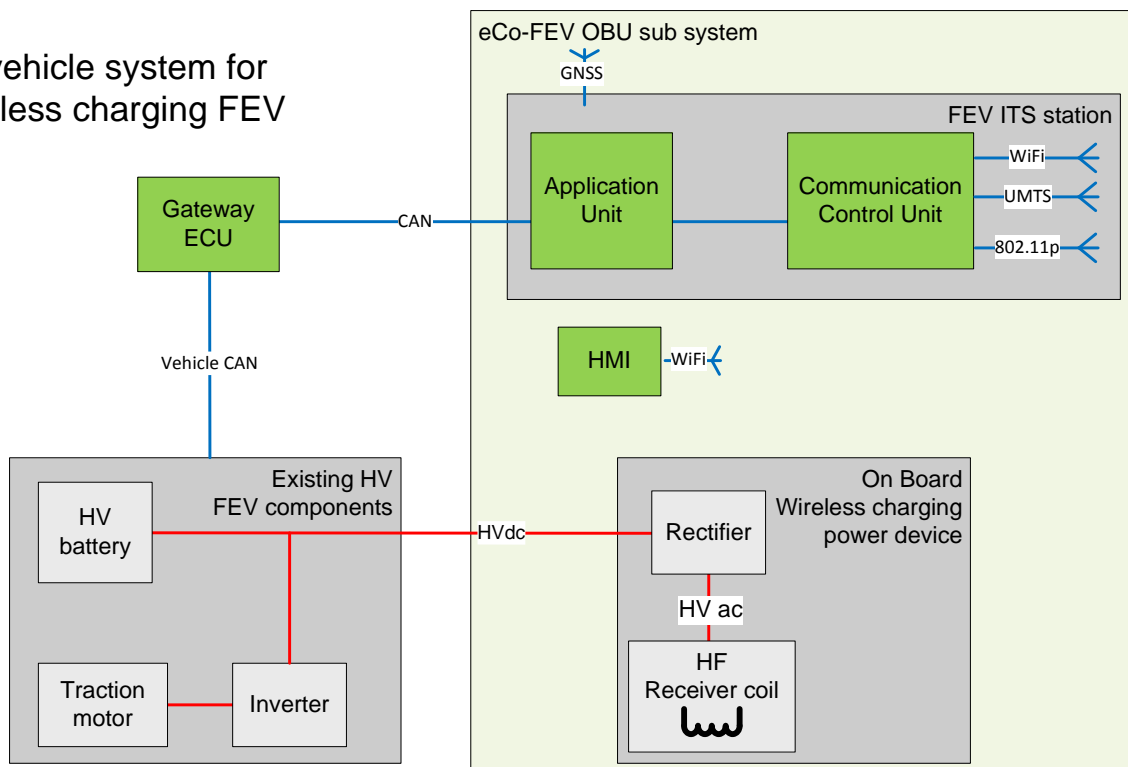 eCo-FEV OBU sub system
vehicle system for
less charging FEV
GNSS
FEV ITS station
WiFi
Application
Unit
Communication
Control Unit
UMTS
802.11p
Gateway
ECU
CAN
HMI
WiFi
Vehicle CAN
Existing HV
FEV components
HV
battery
HVdc
On Board
Wireless charging
power device
Rectifier
HV ac
HF
Receiver coil
Traction
motor
Inverter